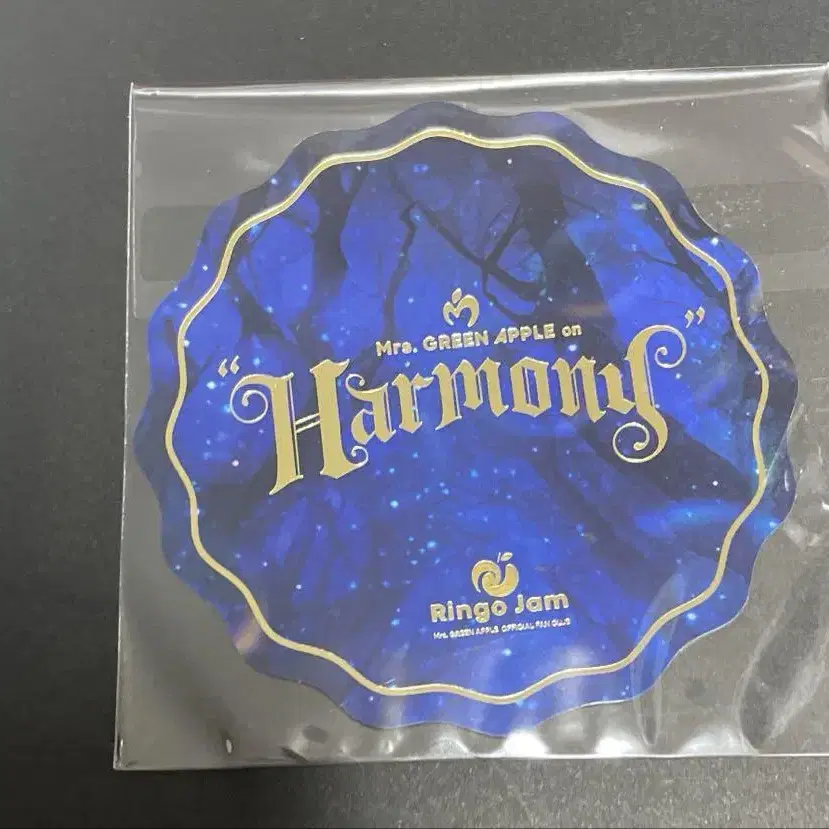 Mrs. GREEN APPLE on
“Harmony”
Ringo Jam
Mrs. GREEN APPLE OFFICIAL FAN CLUB